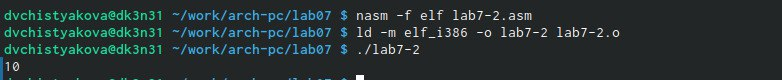 dvchistyakova@dk3n31 ~/work/arch-pc/lab07 $ nasm -f elf lab7-2.asm
dvchistyakova@dk3n31 ~/work/arch-pc/lab07 $ ld -m elf_i386 -o lab7-2 lab7-2.o
dvchistyakova@dk3n31 ~/work/arch-pc/lab07 $ ./lab7-2
10